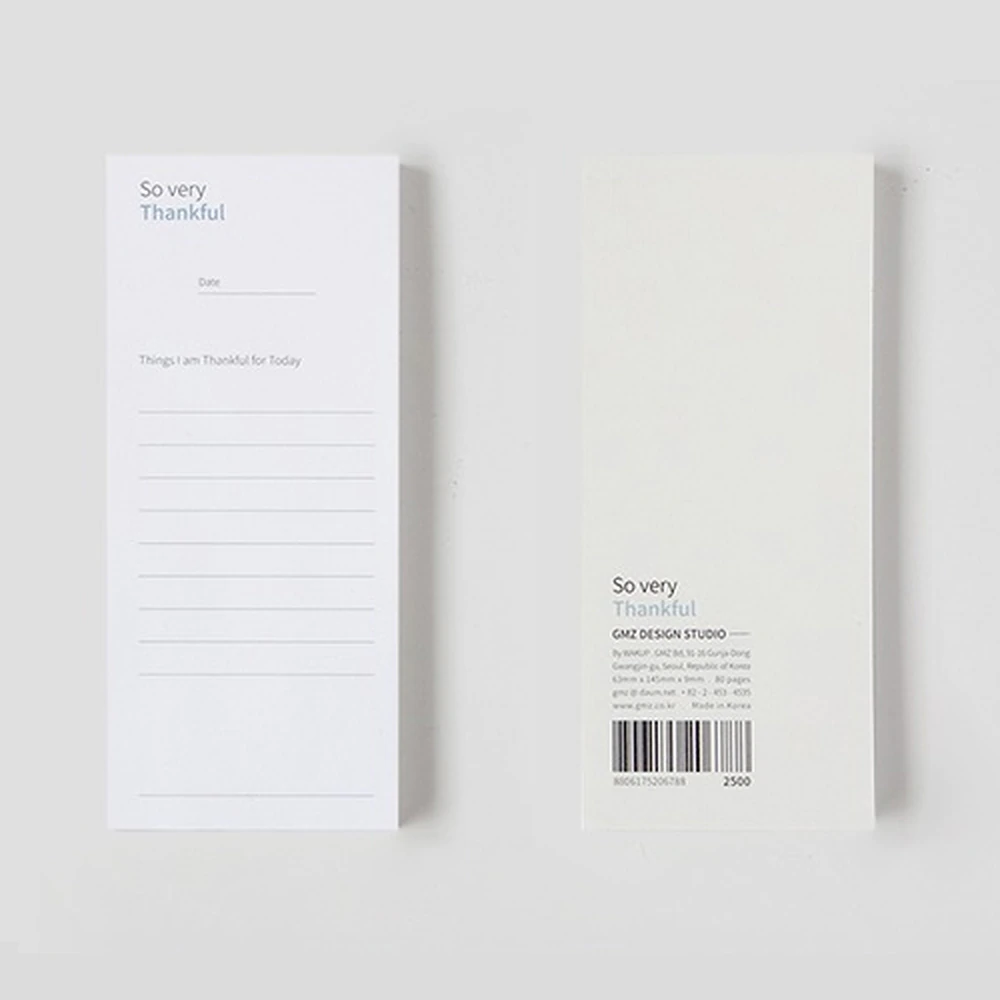 So very
Thankful
Date
Things I am Thankful for Today
So very
Thankful
GMZ DESIGN STUDIO
By WAKUP, GMZ Bd, 91-16 Gunja-Dong
Gwangjin-gu, Seoul, Republic of Korea
63mm x 145mm x 9mm . 80 pages
gmz @ daum.net • 82 - 2 - 453 - 4535
www.gmz.co.kr . Made in Korea
8806175206788 2500